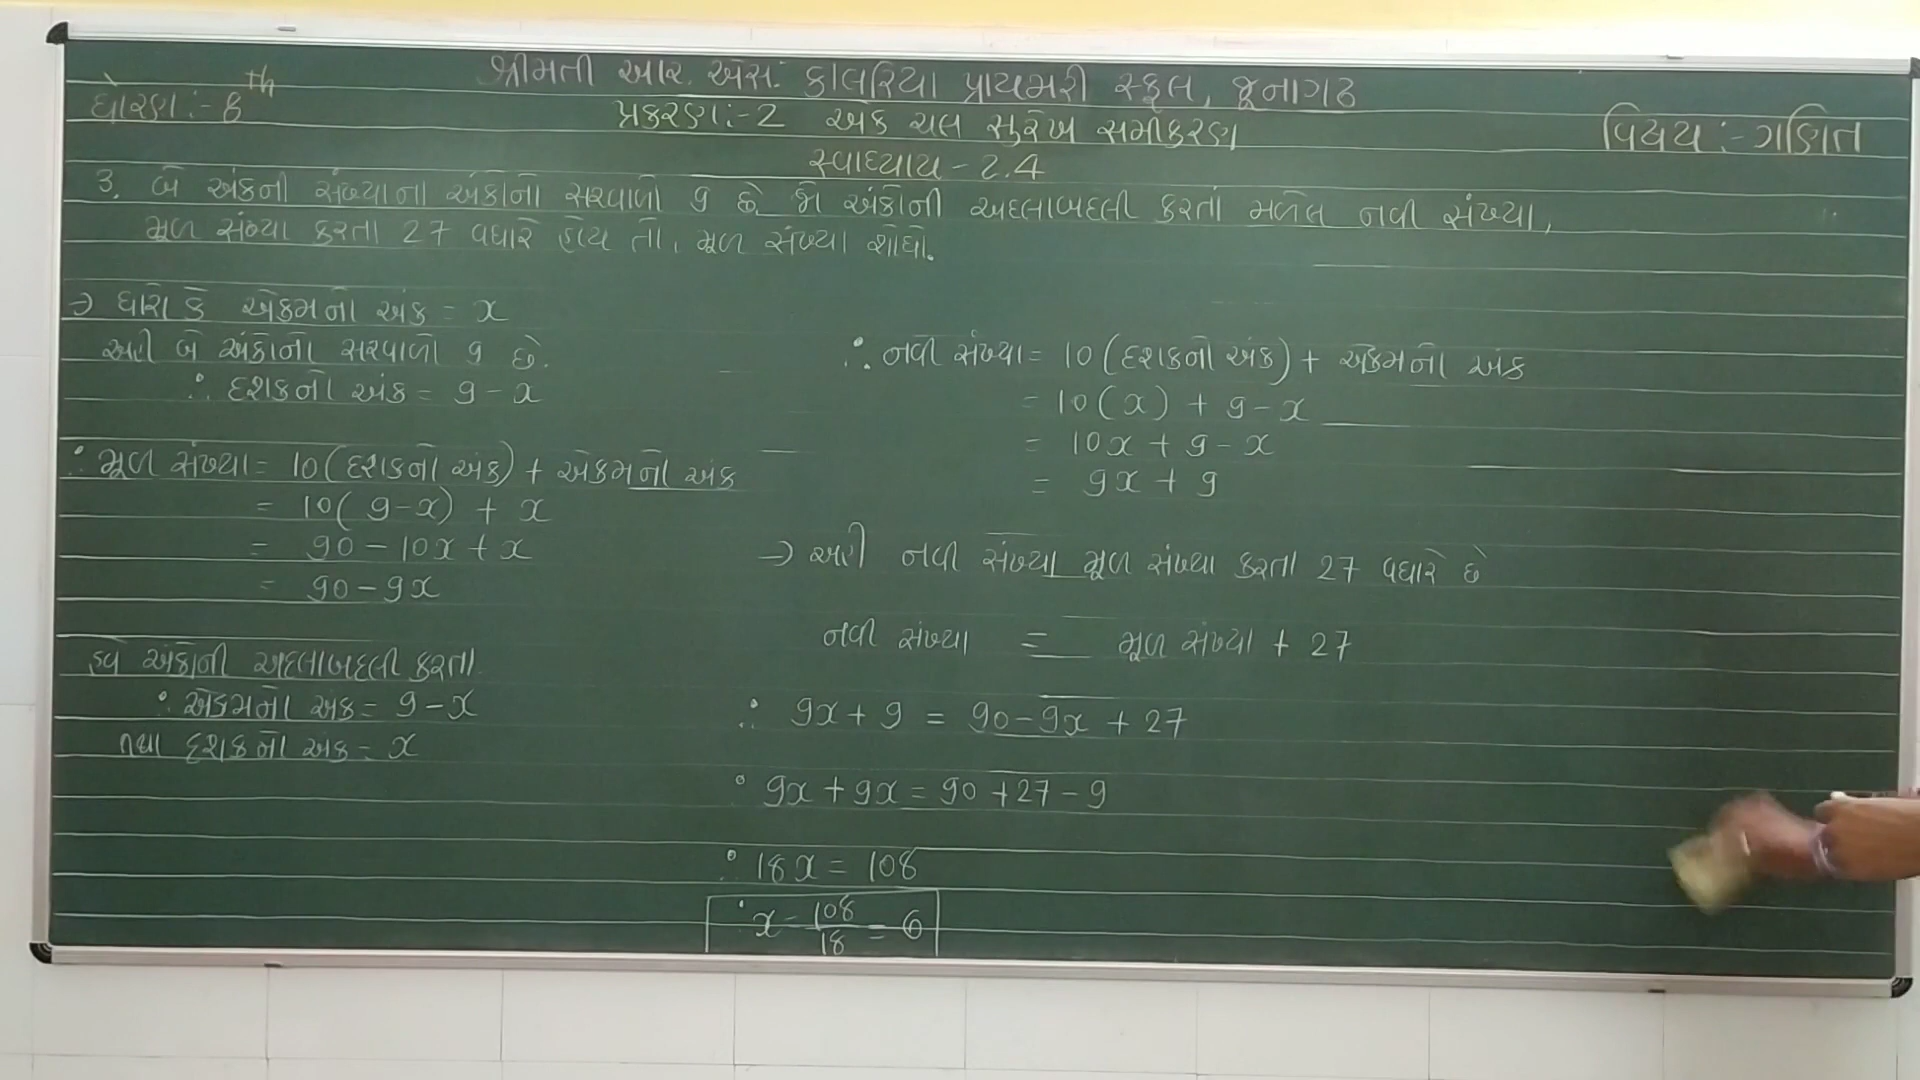 શ્રીમતી આર. એસ. કાલરિયા પ્રાયમરી સ્કૂલ, જૂનાગઢ
ધોરણ :- 8th
પ્રકરણ :- 2 એક ચલ સુરેખ સમીકરણ
વિષય :- ગણિત
સ્વાધ્યાય - 2.4
3. બે અંકની સંખ્યાના અંકોનો સરવાળો 9 છે. જો અંકોની અદલાબદલી કરતાં મળેલ નવી સંખ્યા,
મૂળ સંખ્યા કરતા 27 વધારે હોય તો, મૂળ સંખ્યા શોધો.
→ ધારો કે એકમનો અંક = x
અહી બે અંકોનો સરવાળો 9 છે.
∴ દશકનો અંક = 9 - x
∴ મૂળ સંખ્યા = 10 (દશકનો અંક) + એકમનો અંક
= 10( 9-x) + x
= 90 - 10x + x
= 90 - 9x
હવે અંકોની અદલાબદલી કરતા
∴ એકમનો અંક = 9 - x
તથા દશકનો અંક = x
∴ નવી સંખ્યા = 10 (દશકનો અંક) + એકમનો અંક
= 10(x) + 9 - x
= 10x + 9 - x
= 9x + 9
→ અહી નવી સંખ્યા મૂળ સંખ્યા કરતા 27 વધારે છે
નવી સંખ્યા = મૂળ સંખ્યા + 27
∴ 9x + 9 = 90 - 9x + 27
∴ 9x + 9x = 90 + 27 - 9
∴ 18x = 108
∴ x = 108/18 = 6